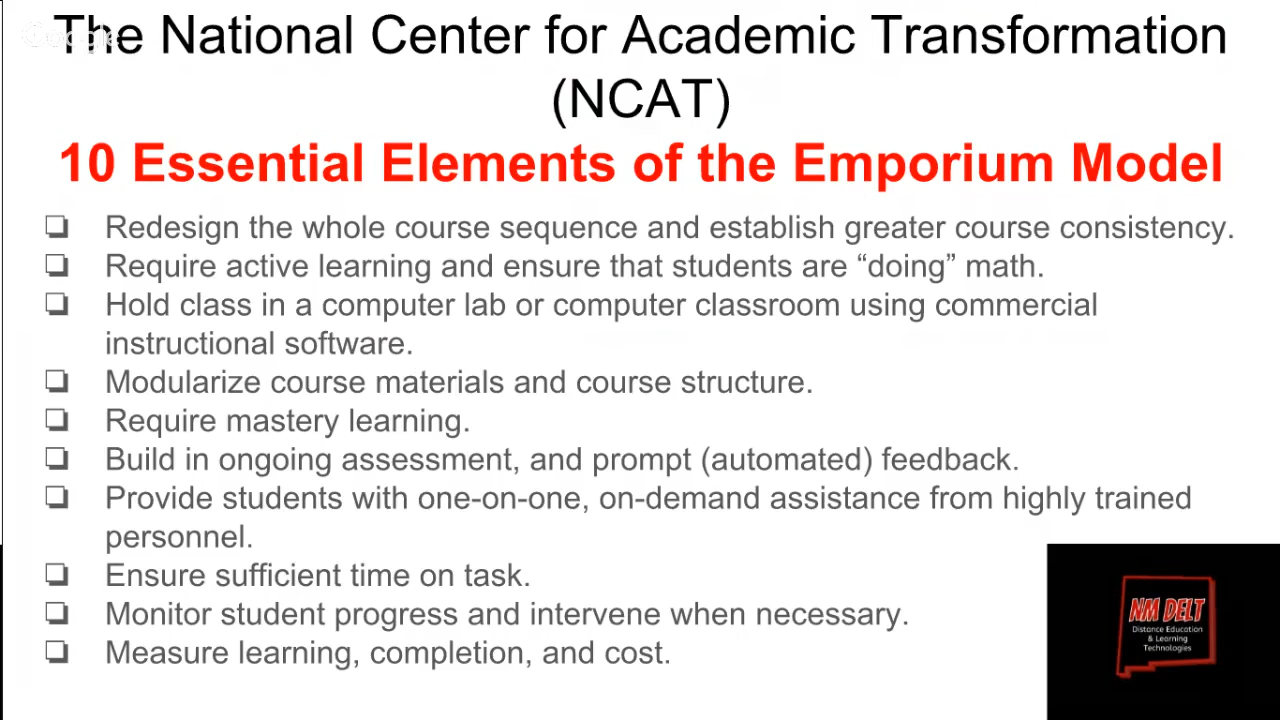 Google
The National Center for Academic Transformation
(NCAT)
10 Essential Elements of the Emporium Model
❏ Redesign the whole course sequence and establish greater course consistency.
❏ Require active learning and ensure that students are “doing” math.
❏ Hold class in a computer lab or computer classroom using commercial
instructional software.
❏ Modularize course materials and course structure.
❏ Require mastery learning.
❏ Build in ongoing assessment, and prompt (automated) feedback.
❏ Provide students with one-on-one, on-demand assistance from highly trained
personnel.
❏ Ensure sufficient time on task.
❏ Monitor student progress and intervene when necessary.
❏ Measure learning, completion, and cost.
NM DELT
Distance Education
& Learning
Technologies